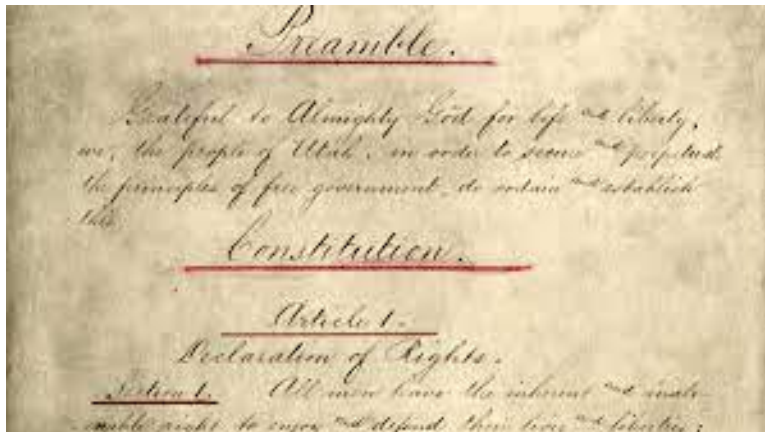 Preamble.
Grateful to Almighty God for life and liberty,
we, the people of Utah, in order to secure and perpetuate
the principles of free government, do ordain and establish
this
Constitution.
Article 1.
Declaration of Rights.
Section 1. All men have the inherent and inali-
enable right to enjoy and defend their lives and liberties;